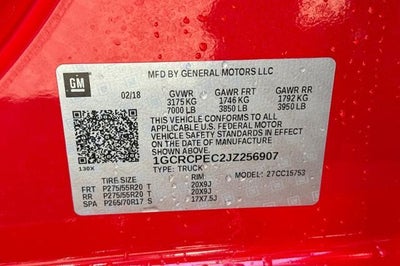 GM
MFD BY GENERAL MOTORS LLC
02/18 GVWR GAWR FRT GAWR RR
3175 KG 1746 KG 1792 KG
7000 LB 3850 LB 3950 LB
THIS VEHICLE CONFORMS TO ALL
APPLICABLE U.S. FEDERAL MOTOR
VEHICLE SAFETY STANDARDS IN EFFECT
ON THE DATE OF MANUFACTURE
SHOWN ABOVE.
1GCRCPEC2JZ256907
130X
TYPE: TRUCK MODEL: 27CC15753
TIRE SIZE RIM
FRT P275/55R20 T 20X9J
RR P275/55R20 T 20X9J
SPA P265/70R17 S 17X7.5J